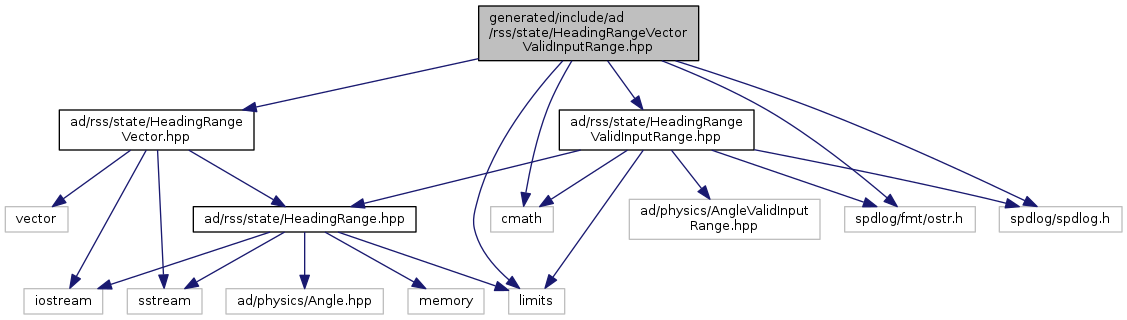 generated/include/ad
/rss/state/HeadingRangeVector
ValidInputRange.hpp
ad/rss/state/HeadingRange
Vector.hpp
ad/rss/state/HeadingRange
ValidInputRange.hpp
vector
ad/rss/state/HeadingRange.hpp
cmath
ad/physics/AngleValidInput
Range.hpp
spdlog/fmt/ostr.h
spdlog/spdlog.h
iostream
sstream
ad/physics/Angle.hpp
memory
limits